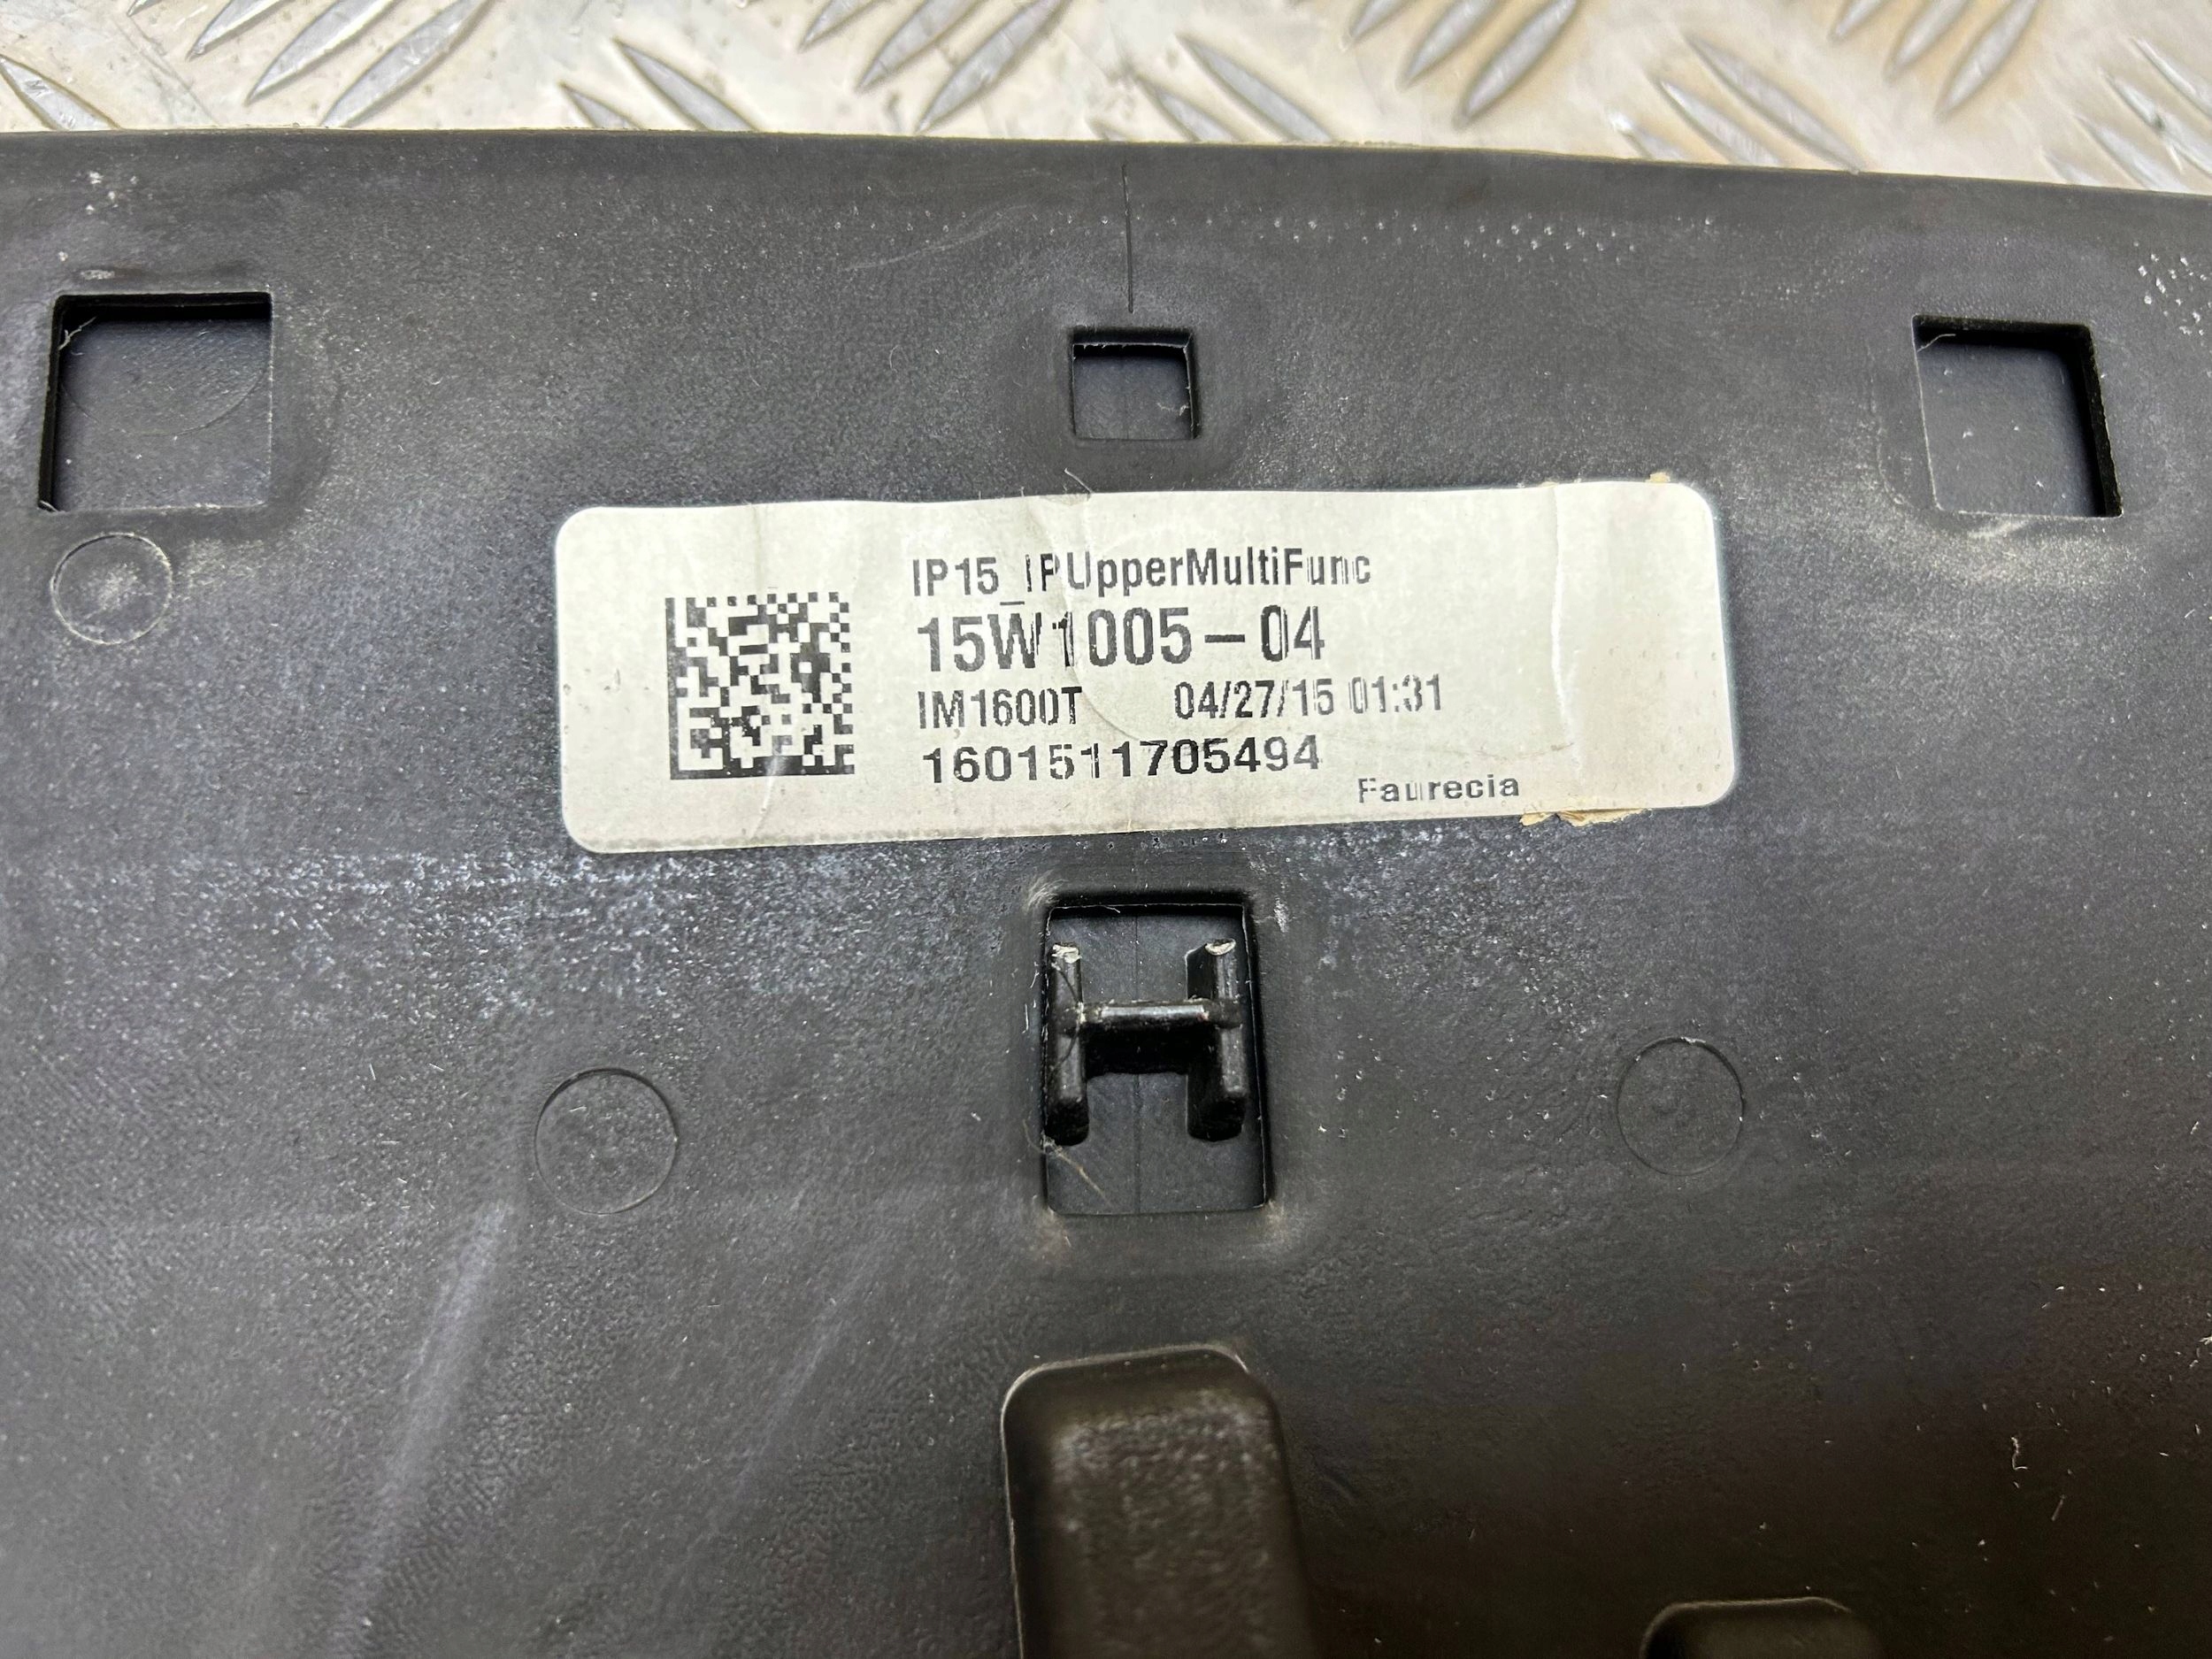 IP15_IPUpperMultiFunc
15W1005-04
IM1600T 04/27/15 01:31
1601511705494
Faurecia